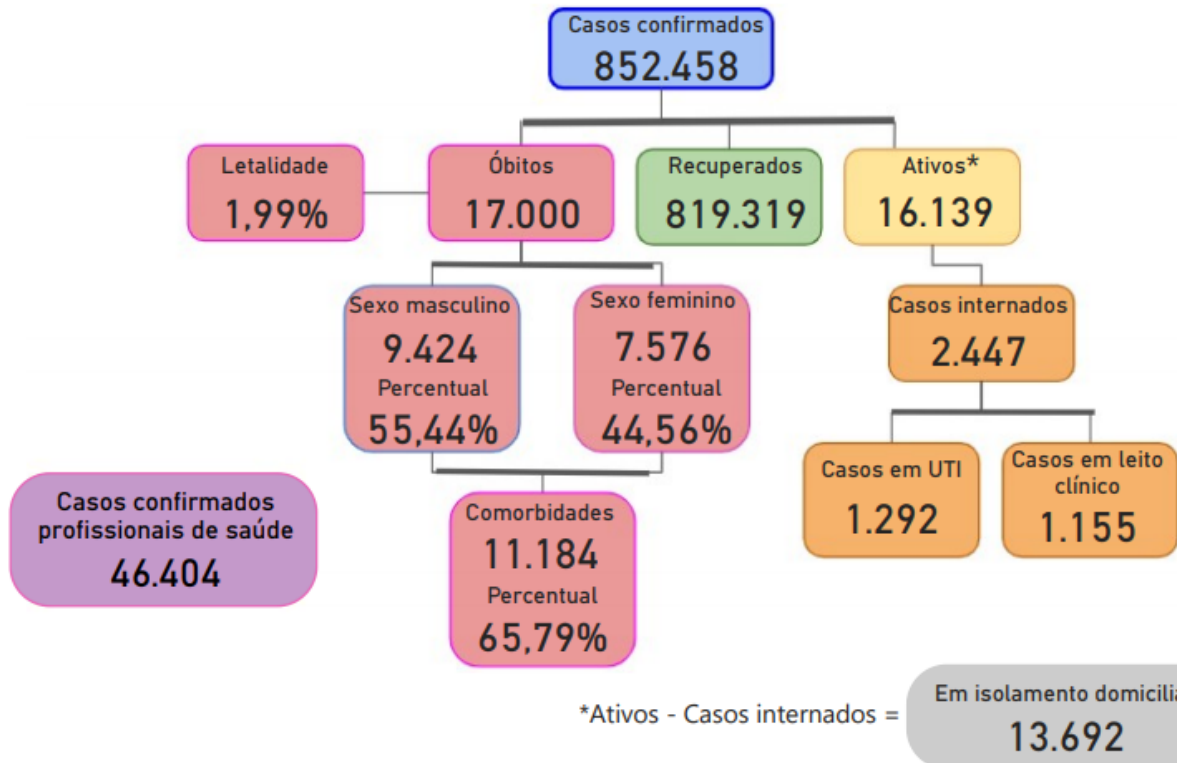 Casos confirmados
852.458
Letalidade
1,99%
Óbitos
17.000
Recuperados
819.319
Ativos*
16.139
Sexo masculino
9.424
Percentual
55,44%
Sexo feminino
7.576
Percentual
44,56%
Casos internados
2.447
Casos em UTI
1.292
Casos em leito
clínico
1.155
Casos confirmados
profissionais de saúde
46.404
Comorbidades
11.184
Percentual
65,79%
*Ativos - Casos internados =
Em isolamento domicilia
13.692